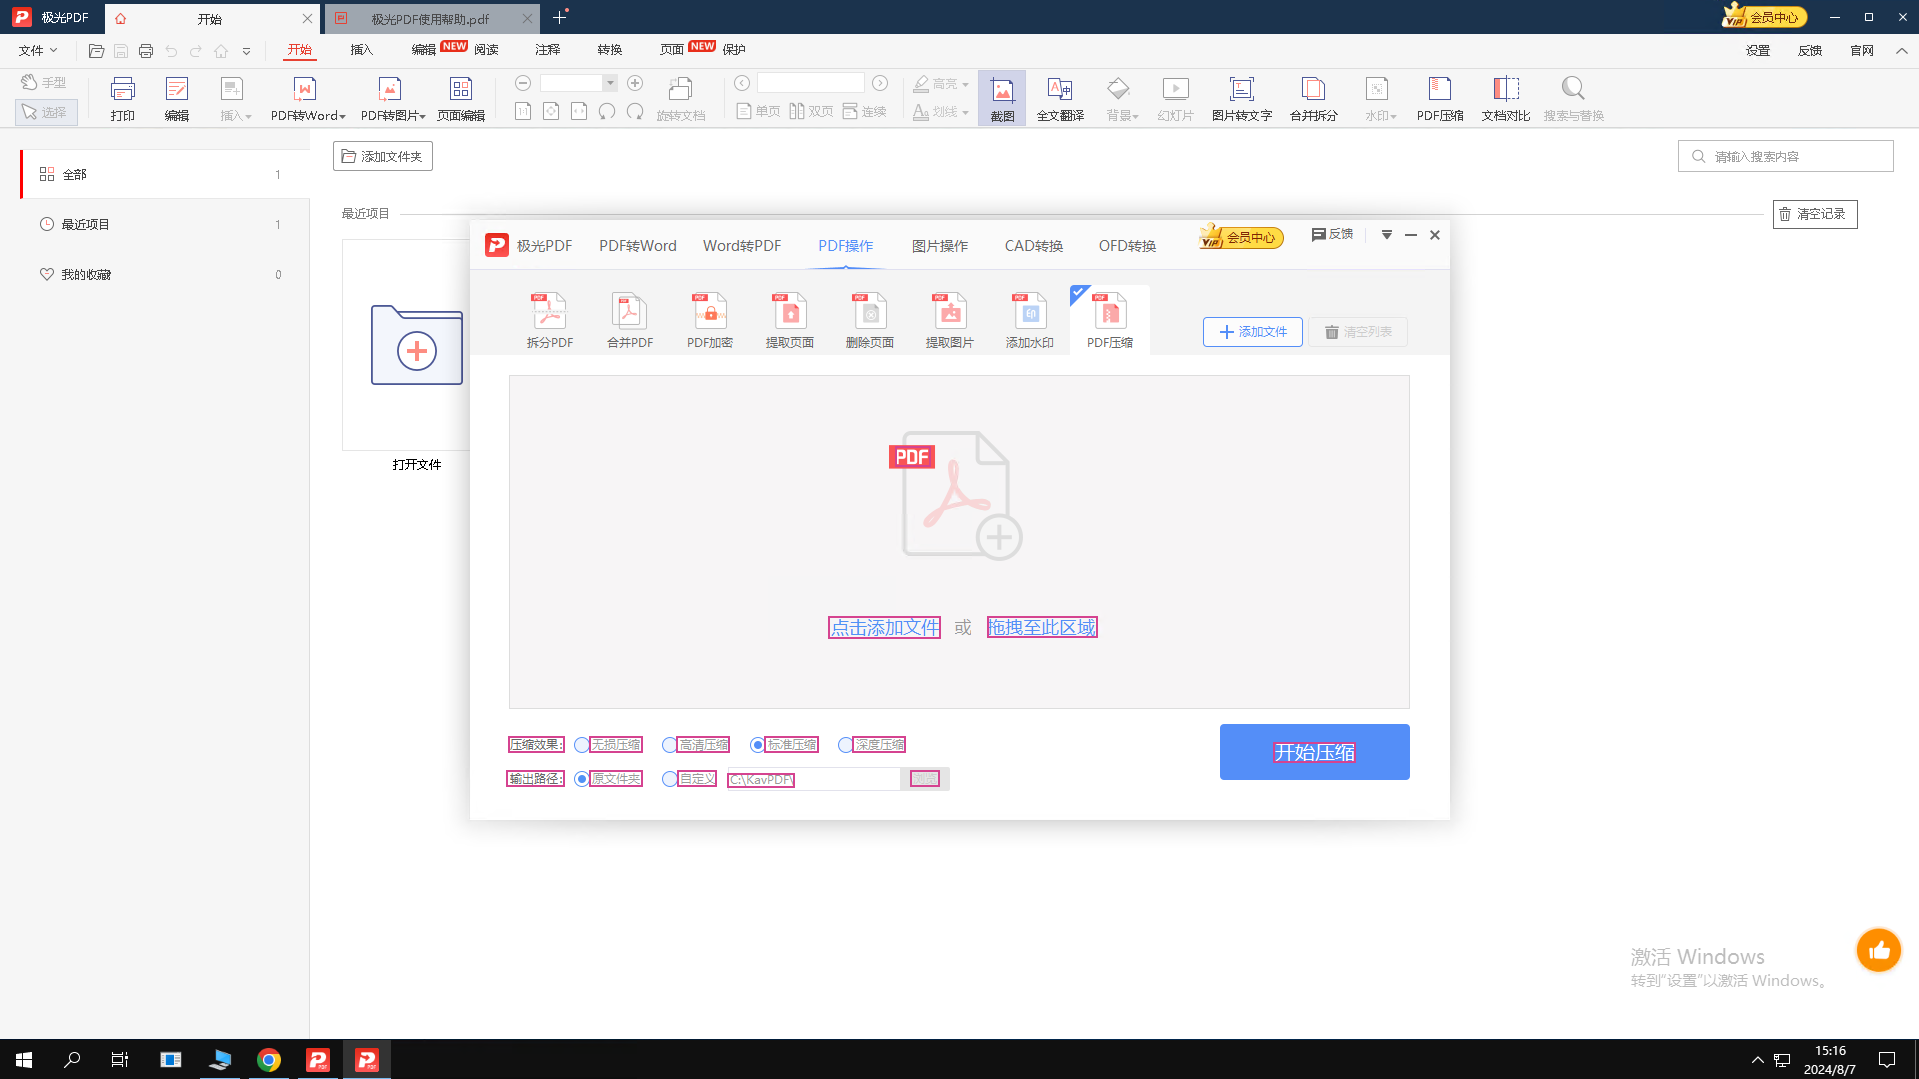 极光PDF 开始 极光PDF使用帮助.pdf 会员中心
文件 开始 插入 编辑 NEW 阅读 注释 转换 页面 NEW 保护 设置 反馈 官网
手型
选择
打印 编辑 插入 PDF转Word PDF转图片 页面编辑 1:1 旋转文档 单页 双页 连续 高亮 划线 截图 全文翻译 背景 幻灯片 图片转文字 合并拆分 水印 PDF压缩 文档对比 搜索与替换
全部 1
最近项目 1
我的收藏 0
添加文件夹 请输入搜索内容
最近项目 清空记录
打开文件
极光PDF PDF转Word Word转PDF PDF操作 图片操作 CAD转换 OFD转换 VIP 会员中心 反馈
拆分PDF 合并PDF PDF加密 提取页面 删除页面 提取图片 添加水印 PDF压缩 添加文件 清空列表
PDF
点击添加文件 或 拖拽至此区域
压缩效果: 无损压缩 高清压缩 标准压缩 深度压缩 开始压缩
输出路径: 原文件夹 自定义 C:\KavPDF\ 浏览
激活 Windows
转到“设置”以激活 Windows。
15:16
2024/8/7